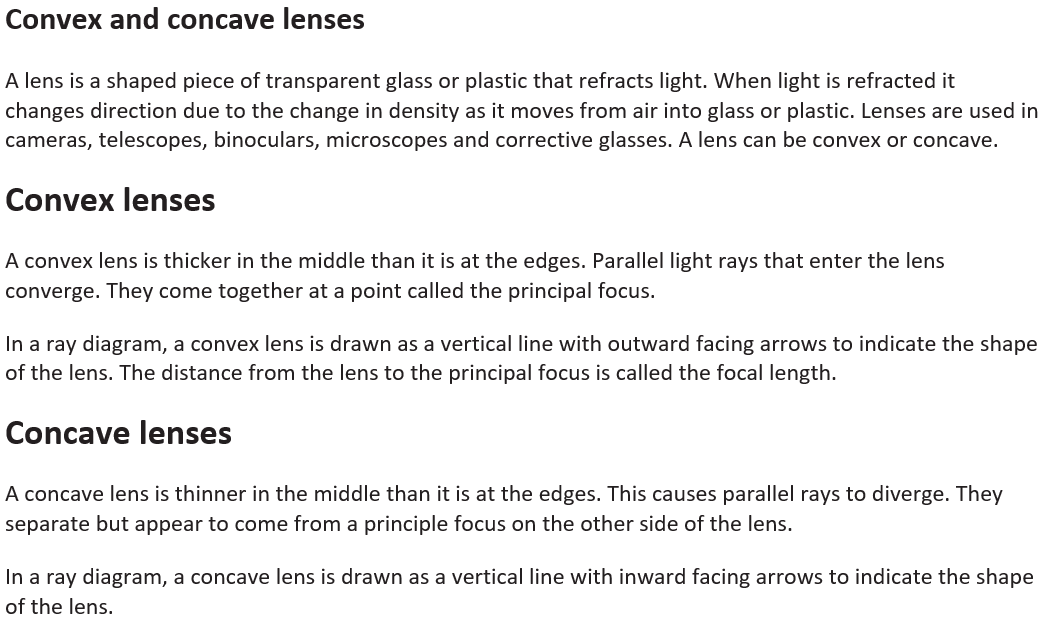 Convex and concave lenses
A lens is a shaped piece of transparent glass or plastic that refracts light. When light is refracted it
changes direction due to the change in density as it moves from air into glass or plastic. Lenses are used in
cameras, telescopes, binoculars, microscopes and corrective glasses. A lens can be convex or concave.
Convex lenses
A convex lens is thicker in the middle than it is at the edges. Parallel light rays that enter the lens
converge. They come together at a point called the principal focus.
In a ray diagram, a convex lens is drawn as a vertical line with outward facing arrows to indicate the shape
of the lens. The distance from the lens to the principal focus is called the focal length.
Concave lenses
A concave lens is thinner in the middle than it is at the edges. This causes parallel rays to diverge. They
separate but appear to come from a principle focus on the other side of the lens.
In a ray diagram, a concave lens is drawn as a vertical line with inward facing arrows to indicate the shape
of the lens.